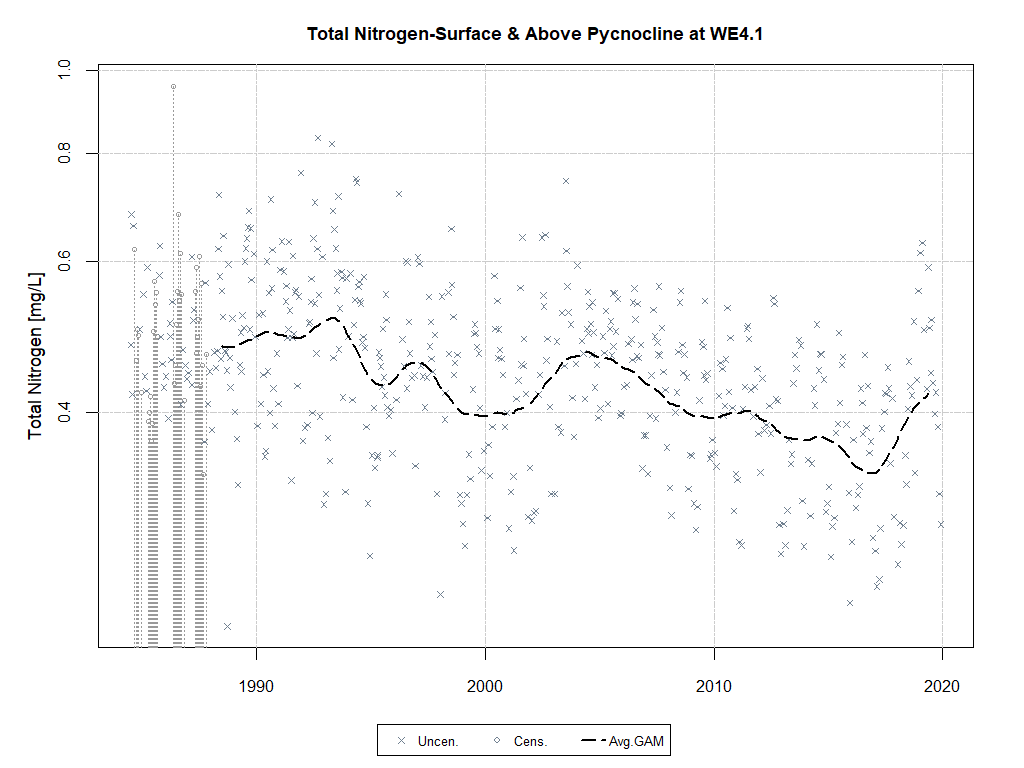 Total Nitrogen-Surface & Above Pycnocline at WE4.1
Total Nitrogen [mg/L]
1.0
0.8
0.6
0.4
1990 2000 2010 2020
Uncen. Cens. Avg.GAM